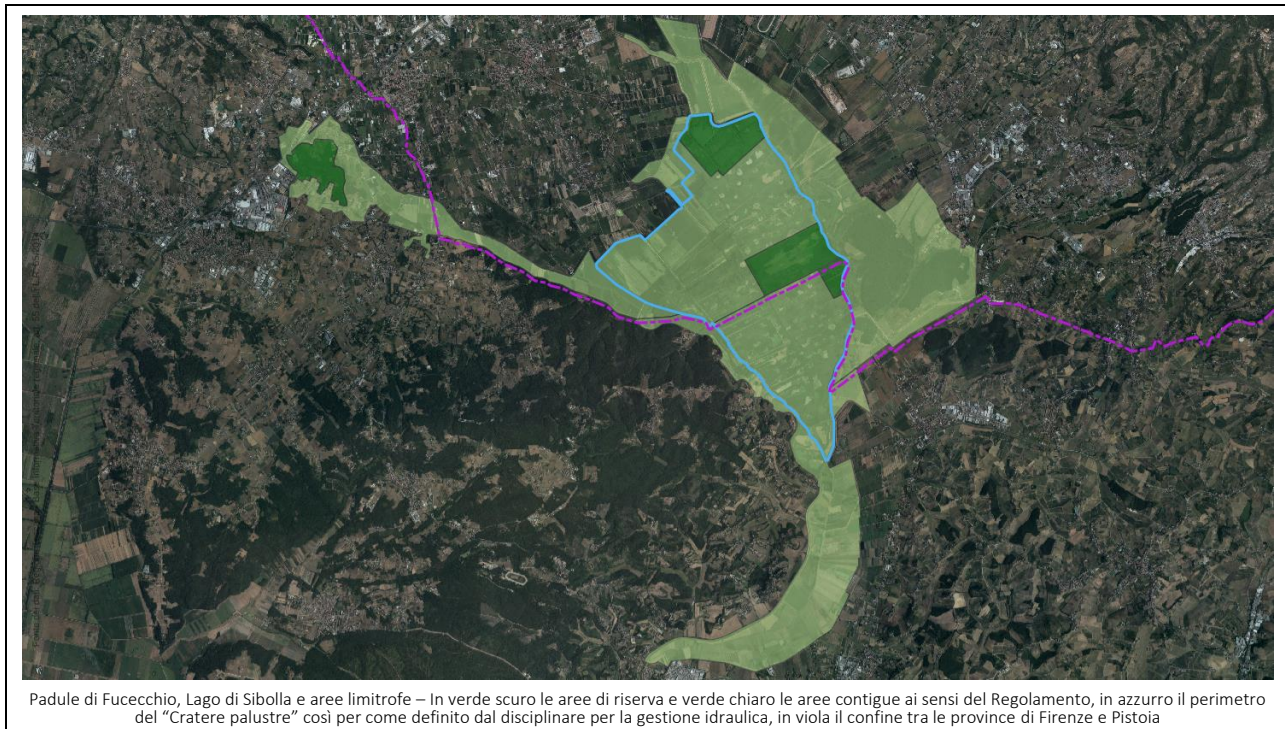 Padule di Fucecchio, Lago di Sibolla e aree limitrofe – In verde scuro le aree di riserva e verde chiaro le aree contigue ai sensi del Regolamento, in azzurro il perimetro
del “Cratere palustre” così per come definito dal disciplinare per la gestione idraulica, in viola il confine tra le province di Firenze e Pistoia